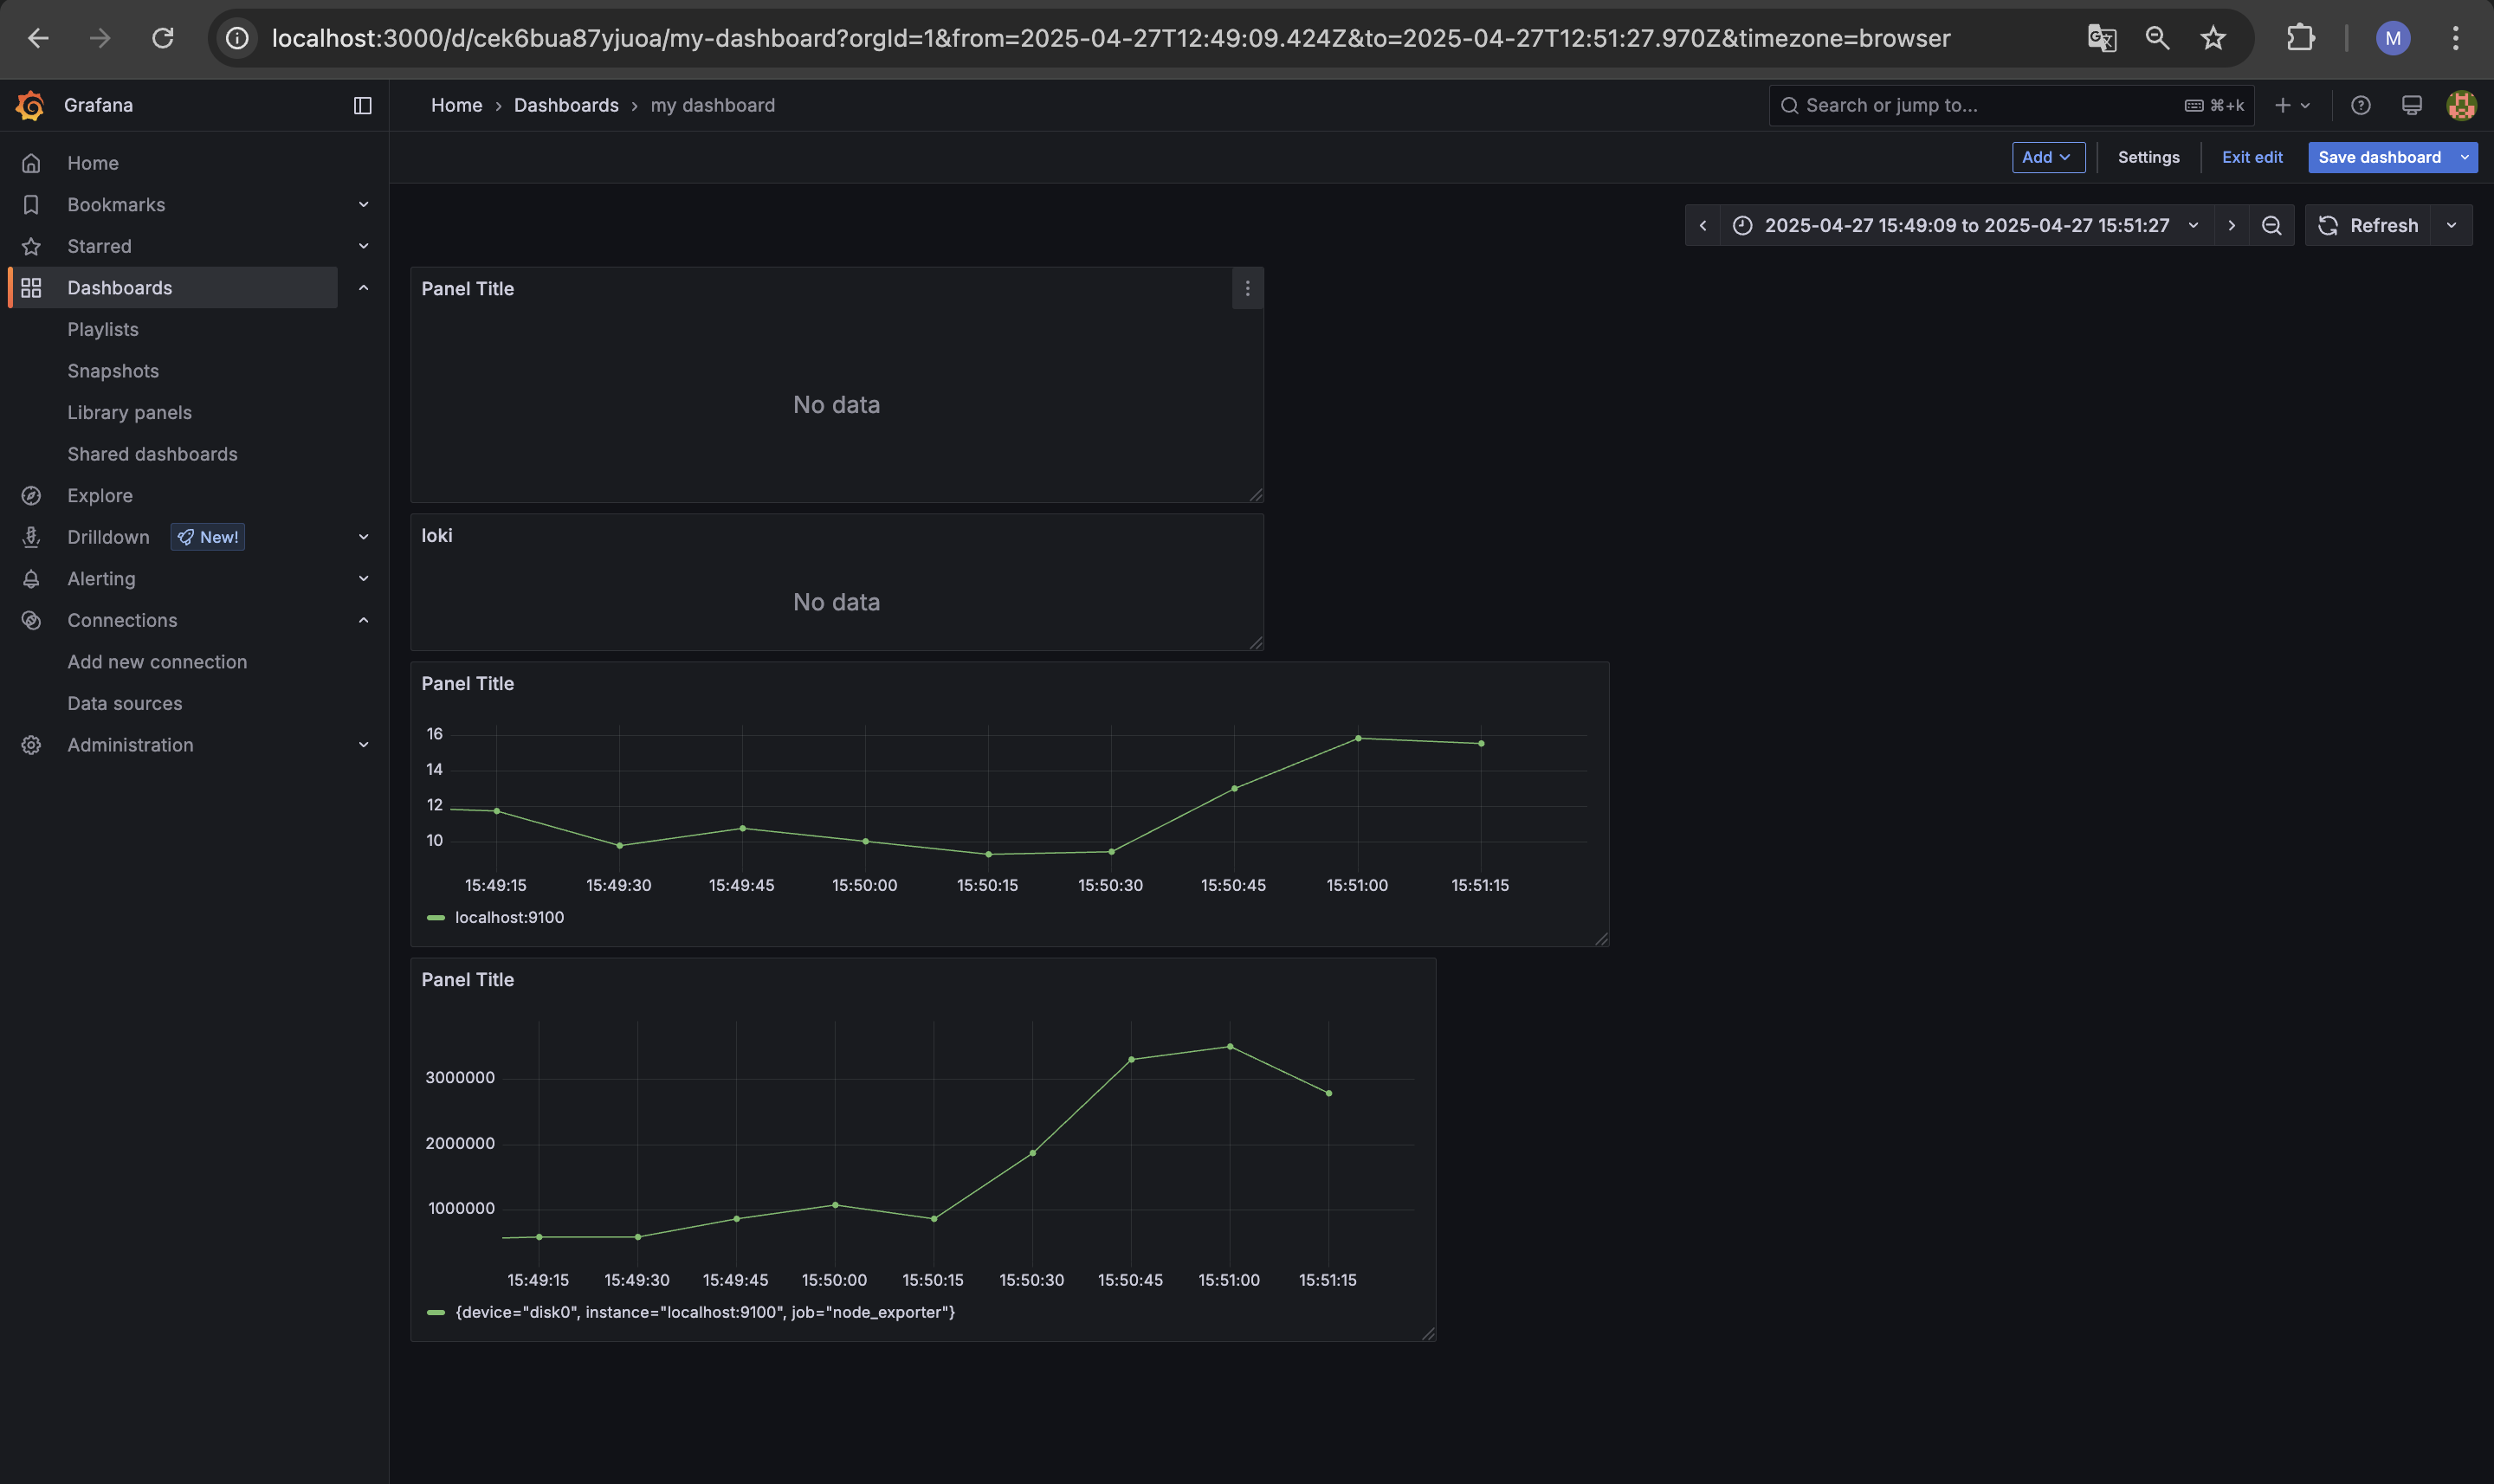 localhost:3000/d/cek6bua87yjuoa/my-dashboard?orgId=1&from=2025-04-27T12:49:09.424Z&to=2025-04-27T12:51:27.970Z&timezone=browser
M
Grafana
Home › Dashboards › my dashboard
Search or jump to...
⌘+k
Add
Settings
Exit edit
Save dashboard
2025-04-27 15:49:09 to 2025-04-27 15:51:27
Refresh
Home
Bookmarks
Starred
Dashboards
Playlists
Snapshots
Library panels
Shared dashboards
Explore
Drilldown New!
Alerting
Connections
Add new connection
Data sources
Administration
Panel Title
No data
loki
No data
Panel Title
16
14
12
10
15:49:15 15:49:30 15:49:45 15:50:00 15:50:15 15:50:30 15:50:45 15:51:00 15:51:15
localhost:9100
Panel Title
3000000
2000000
1000000
15:49:15 15:49:30 15:49:45 15:50:00 15:50:15 15:50:30 15:50:45 15:51:00 15:51:15
{device="disk0", instance="localhost:9100", job="node_exporter"}